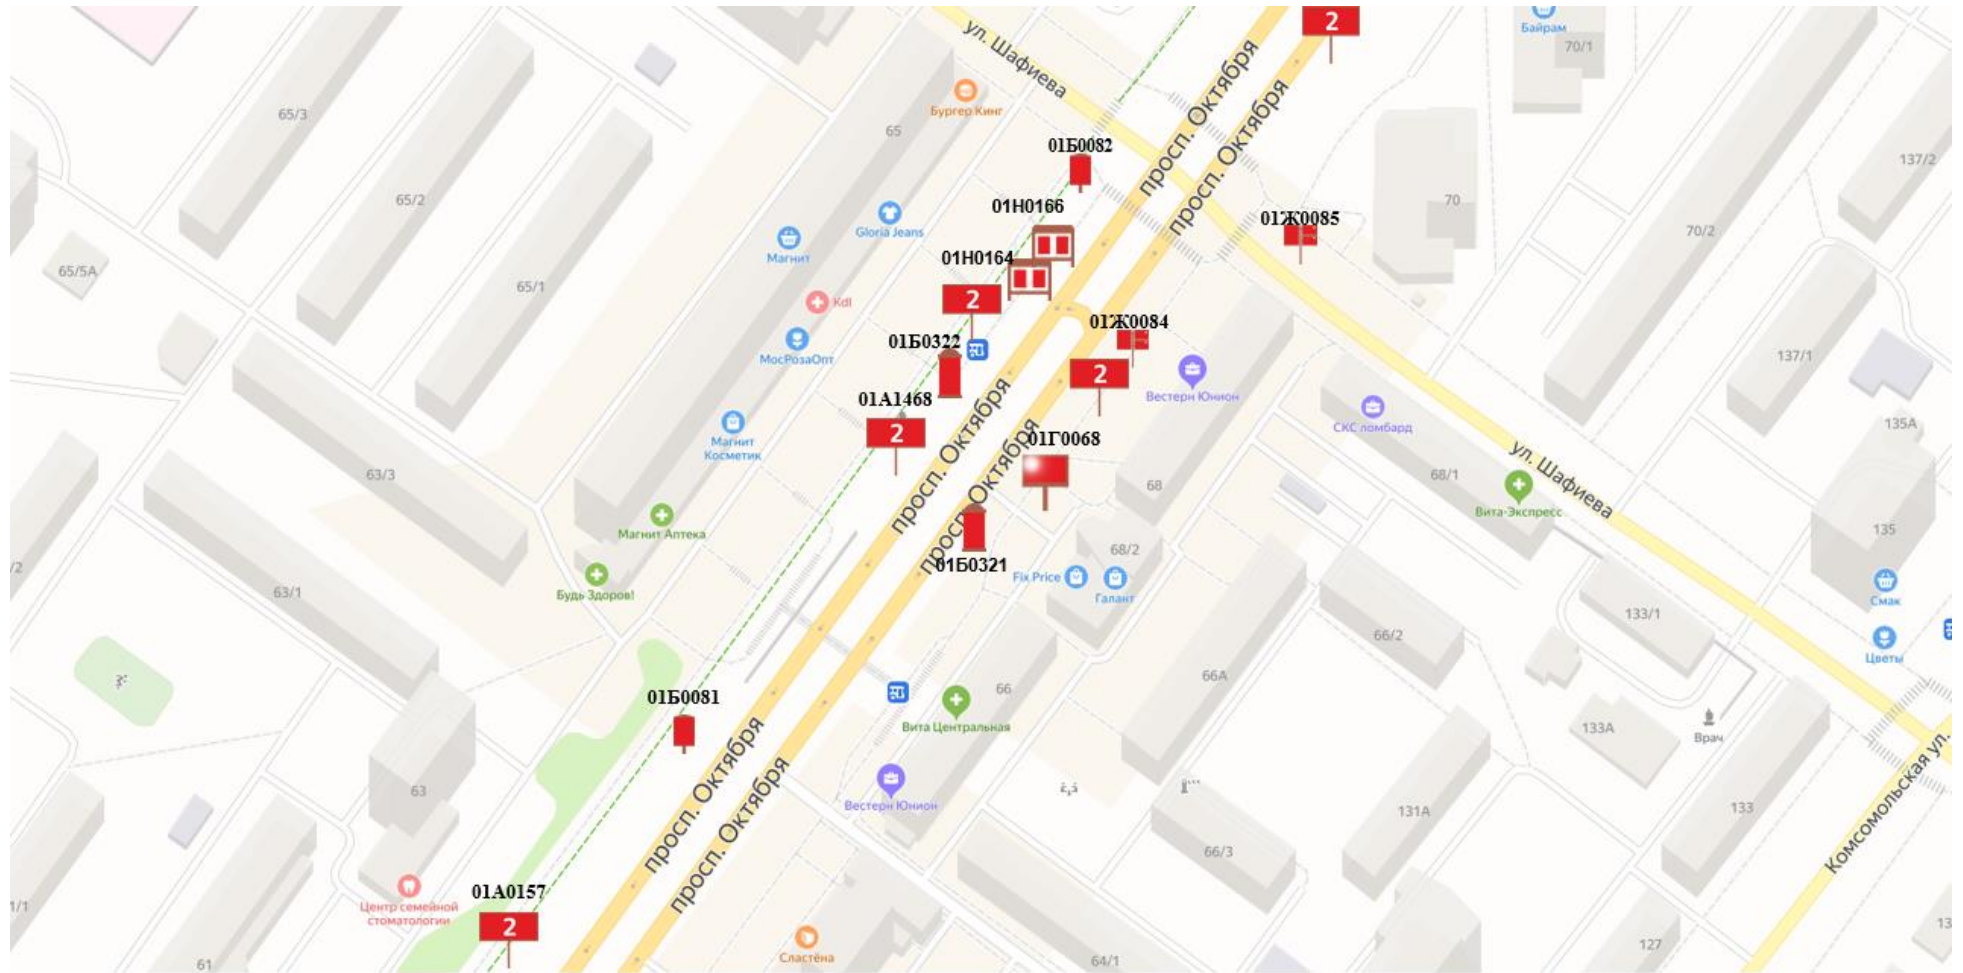 2
Байрам
70/1
ул. Шафиева
просп. Октября
просп. Октября
65/3
65
Бургер Кинг
01Б0082
137/2
65/2
01Н0166
70
Gloria Jeans
01Ж0085
70/2
Магнит
01Н0164
65/5А
65/1
2
Kdl
01Ж0084
01Б0322
МосРозаОпт
137/1
2
Вестерн Юнион
01А1468
СКС ломбард
135А
2
Магнит
Косметик
просп. Октября
просп. Октября
01Г0068
ул. Шафиева
63/3
68
68/1
Вита-Экспресс
Магнит Аптека
135
68/2
01Б0321
/2
63/1
Будь Здоров!
Fix Price
Галант
Смак
133/1
66/2
Цветы
66А
66
01Б0081
Вита Центральная
133А
Врач
просп. Октября
просп. Октября
63
Вестерн Юнион
131А
133
Комсомольская ул.
66/3
01А0157
Центр семейной
стоматологии
1/1
2
13
127
Сластёна
64/1
61